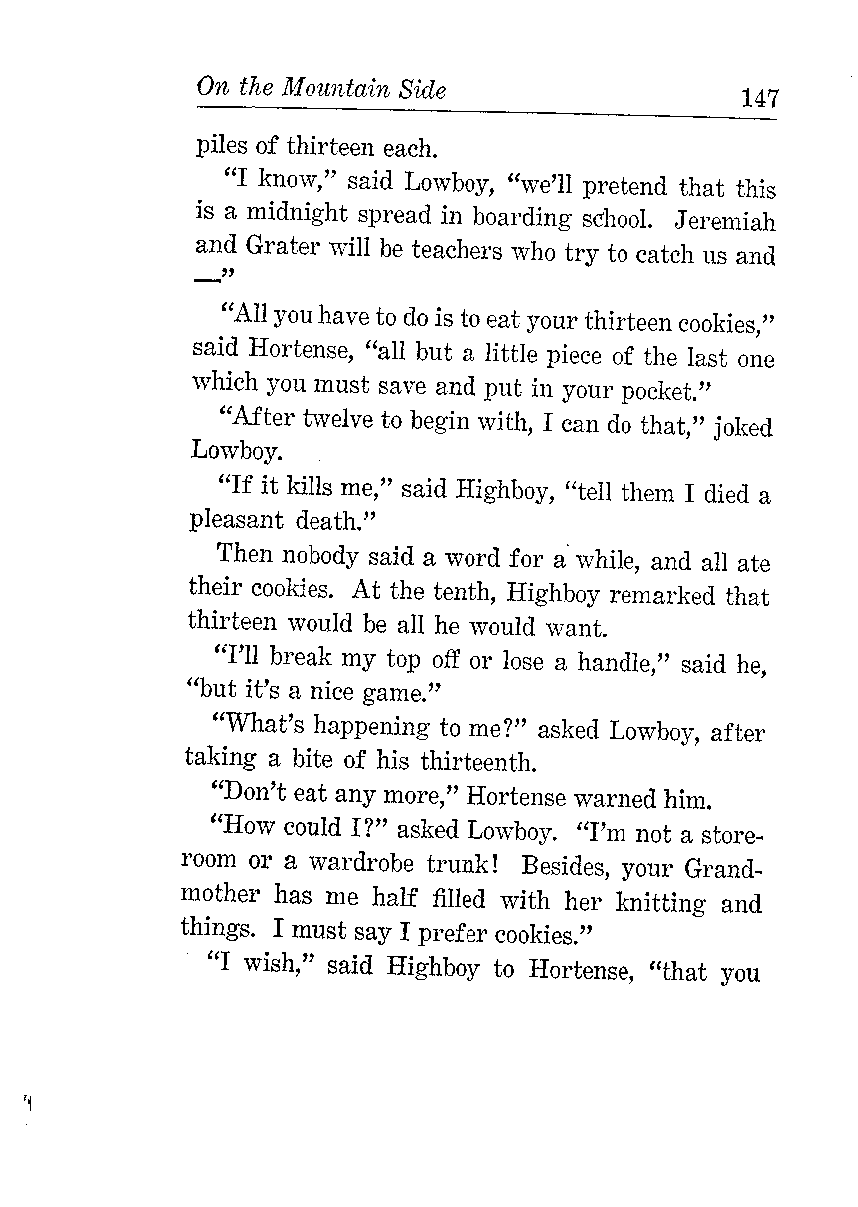 On the Mountain Side 147
piles of thirteen each.
“I know,” said Lowboy, “we’ll pretend that this
is a midnight spread in boarding school. Jeremiah
and Grater will be teachers who try to catch us and
—”
“All you have to do is to eat your thirteen cookies,”
said Hortense, “all but a little piece of the last one
which you must save and put in your pocket.”
“After twelve to begin with, I can do that,” joked
Lowboy.
“If it kills me,” said Highboy, “tell them I died a
pleasant death.”
Then nobody said a word for a while, and all ate
their cookies. At the tenth, Highboy remarked that
thirteen would be all he would want.
“I’ll break my top off or lose a handle,” said he,
“but it’s a nice game.”
“What’s happening to me?” asked Lowboy, after
taking a bite of his thirteenth.
“Don’t eat any more,” Hortense warned him.
“How could I?” asked Lowboy. “I’m not a store-
room or a wardrobe trunk! Besides, your Grand-
mother has me half filled with her knitting and
things. I must say I prefer cookies.”
“I wish,” said Highboy to Hortense, “that you